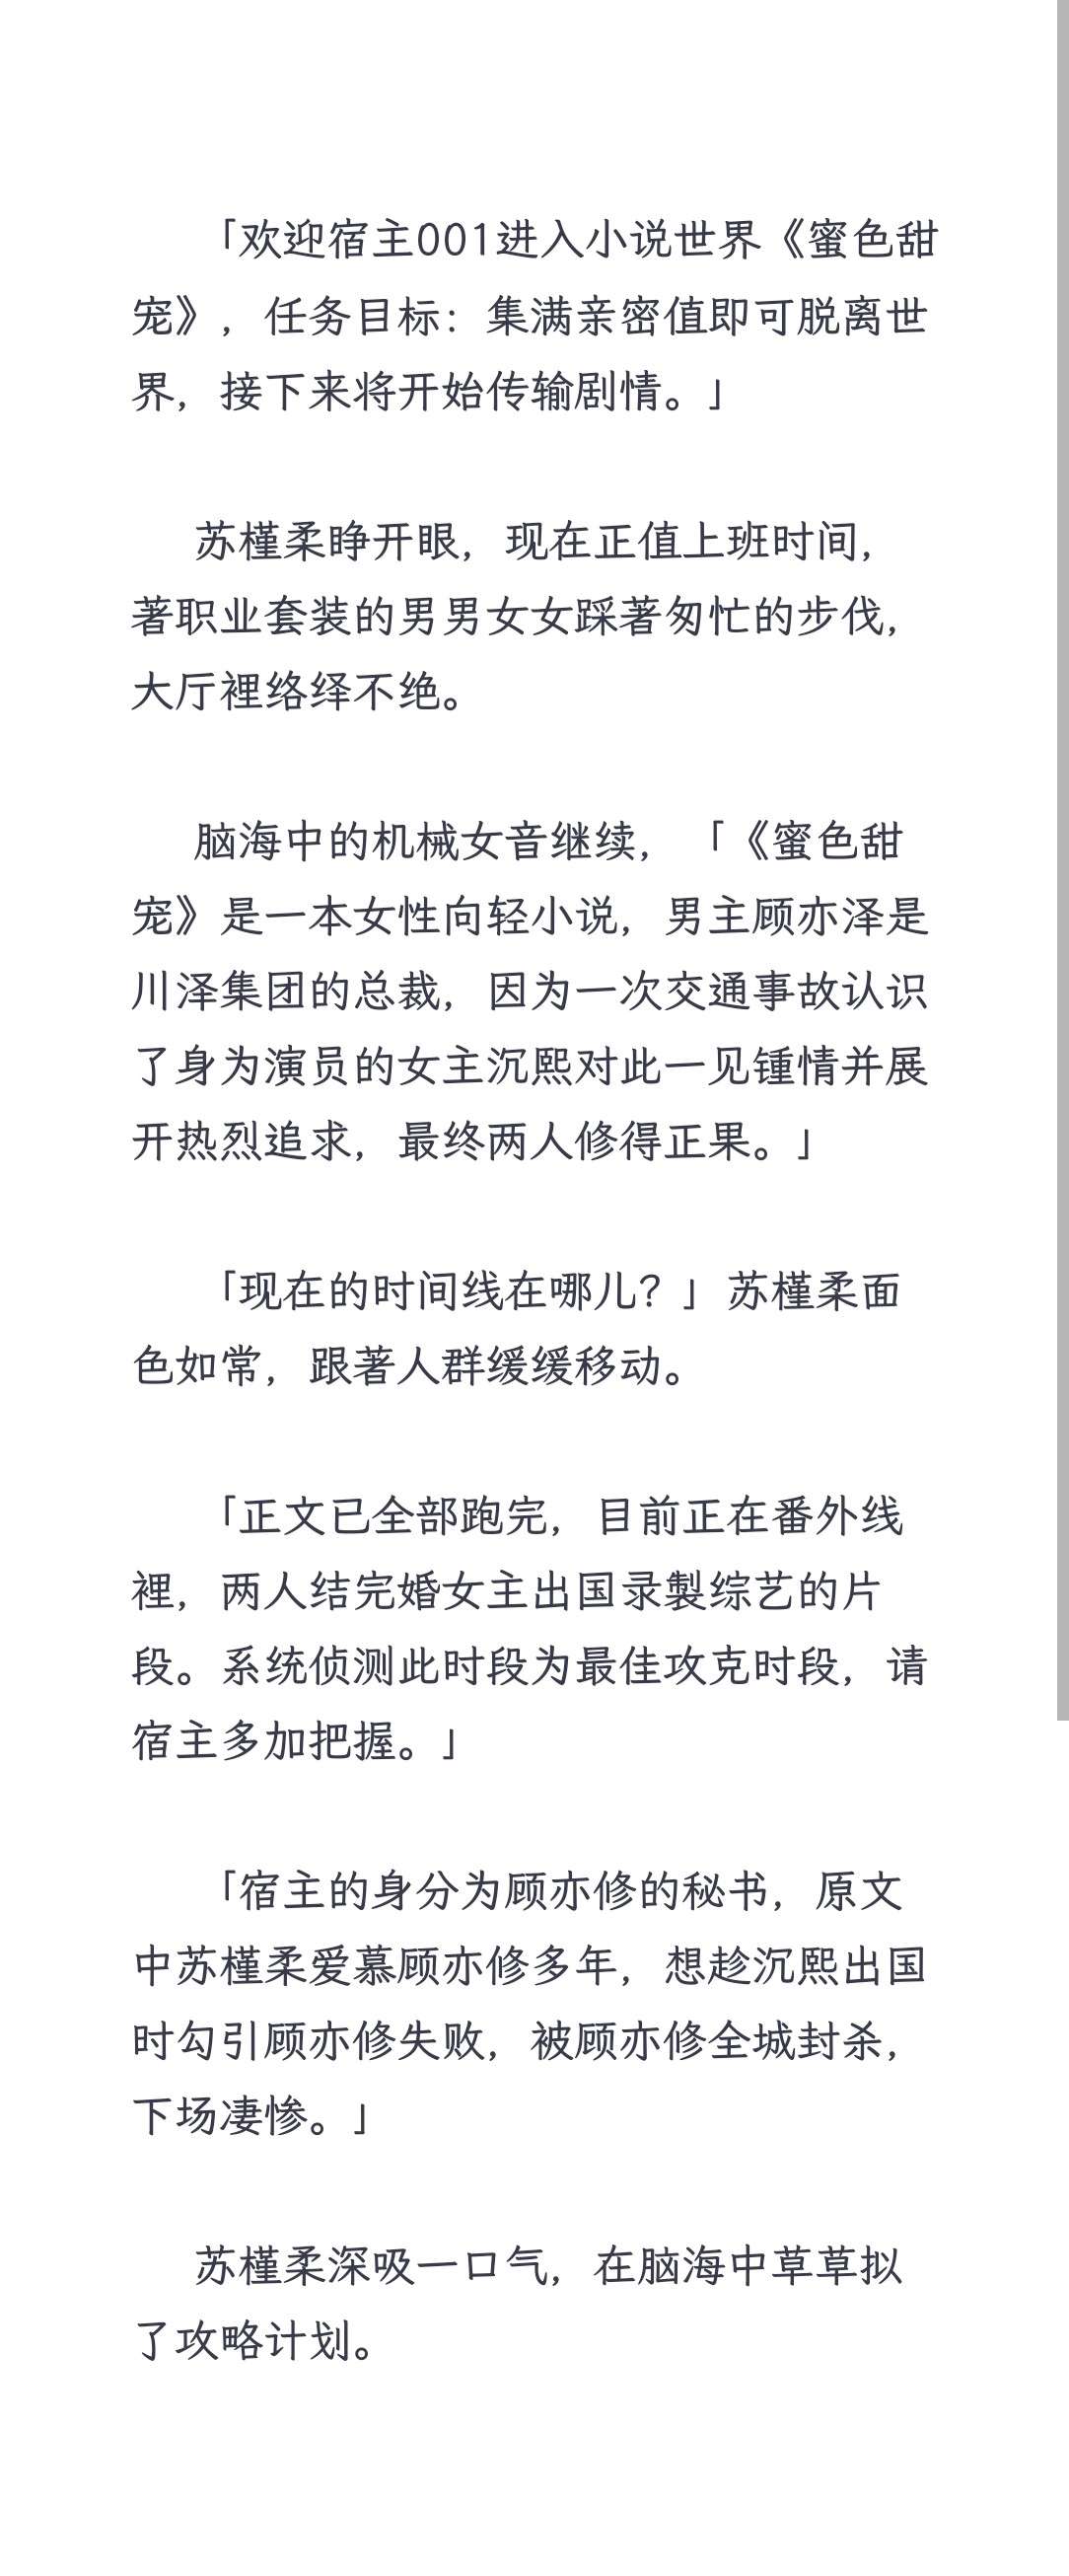 「欢迎宿主001进入小说世界《蜜色甜
宠》，任务目标：集满亲密值即可脱离世
界，接下来将开始传输剧情。」
苏槿柔睁开眼，现在正值上班时间，
著职业套装的男男女女踩著匆忙的步伐，
大厅裡络绎不绝。
脑海中的机械女音继续，「《蜜色甜
宠》是一本女性向轻小说，男主顾亦泽是
川泽集团的总裁，因为一次交通事故认识
了身为演员的女主沉熙对此一见锺情并展
开热烈追求，最终两人修得正果。」
「现在的时间线在哪儿？」苏槿柔面
色如常，跟著人群缓缓移动。
「正文已全部跑完，目前正在番外线
裡，两人结完婚女主出国录製综艺的片
段。系统侦测此时段为最佳攻克时段，请
宿主多加把握。」
「宿主的身分为顾亦修的秘书，原文
中苏槿柔爱慕顾亦修多年，想趁沉熙出国
时勾引顾亦修失败，被顾亦修全城封杀，
下场凄惨。」
苏槿柔深吸一口气，在脑海中草草拟
了攻略计划。